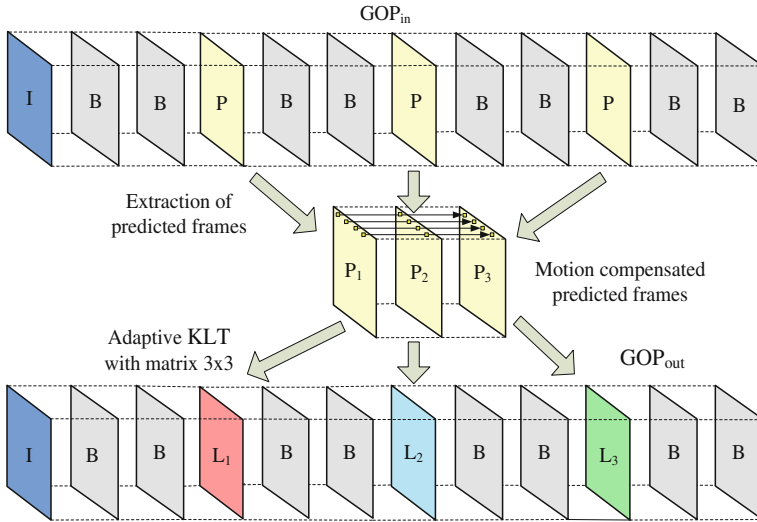 GOPin
I B B P B B P B B P B B
Extraction of
predicted frames
P1 P2 P3
Motion compensated
predicted frames
Adaptive KLT
with matrix 3x3
GOPout
I B B L1 B B L2 B B L3 B B